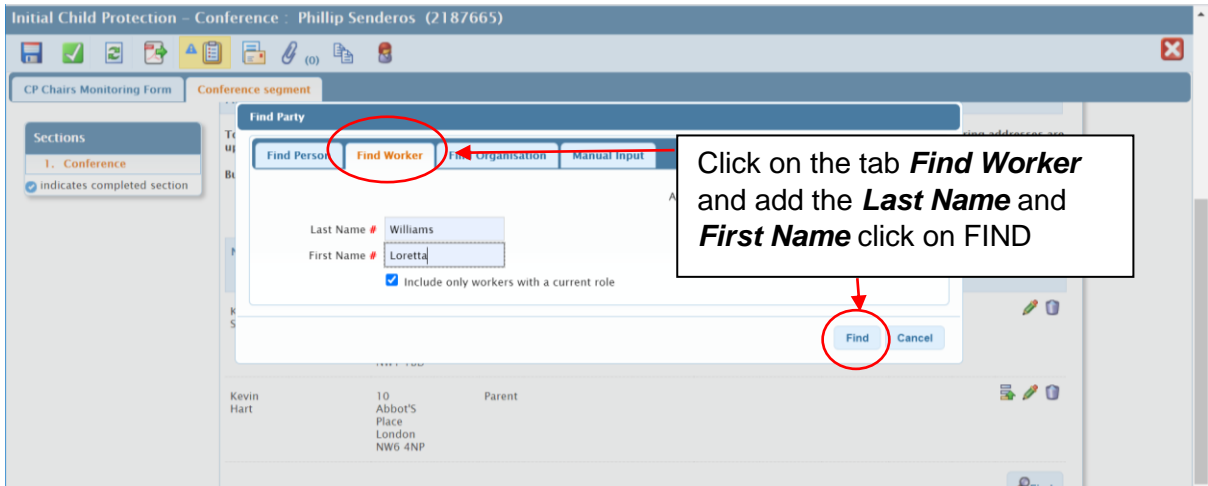 Initial Child Protection – Conference : Phillip Senderos (2187665)
(0)
CP Chairs Monitoring Form
Conference segment
Find Party
Sections
1. Conference
indicates completed section
Find Person
Find Worker
Organisation
Manual Input
Click on the tab Find Worker
and add the Last Name and
First Name click on FIND
Last Name # Williams
First Name # Loretta
Include only workers with a current role
Find
Cancel
Kevin
Hart
10
Abbot'S
Place
London
NW6 4NP
Parent